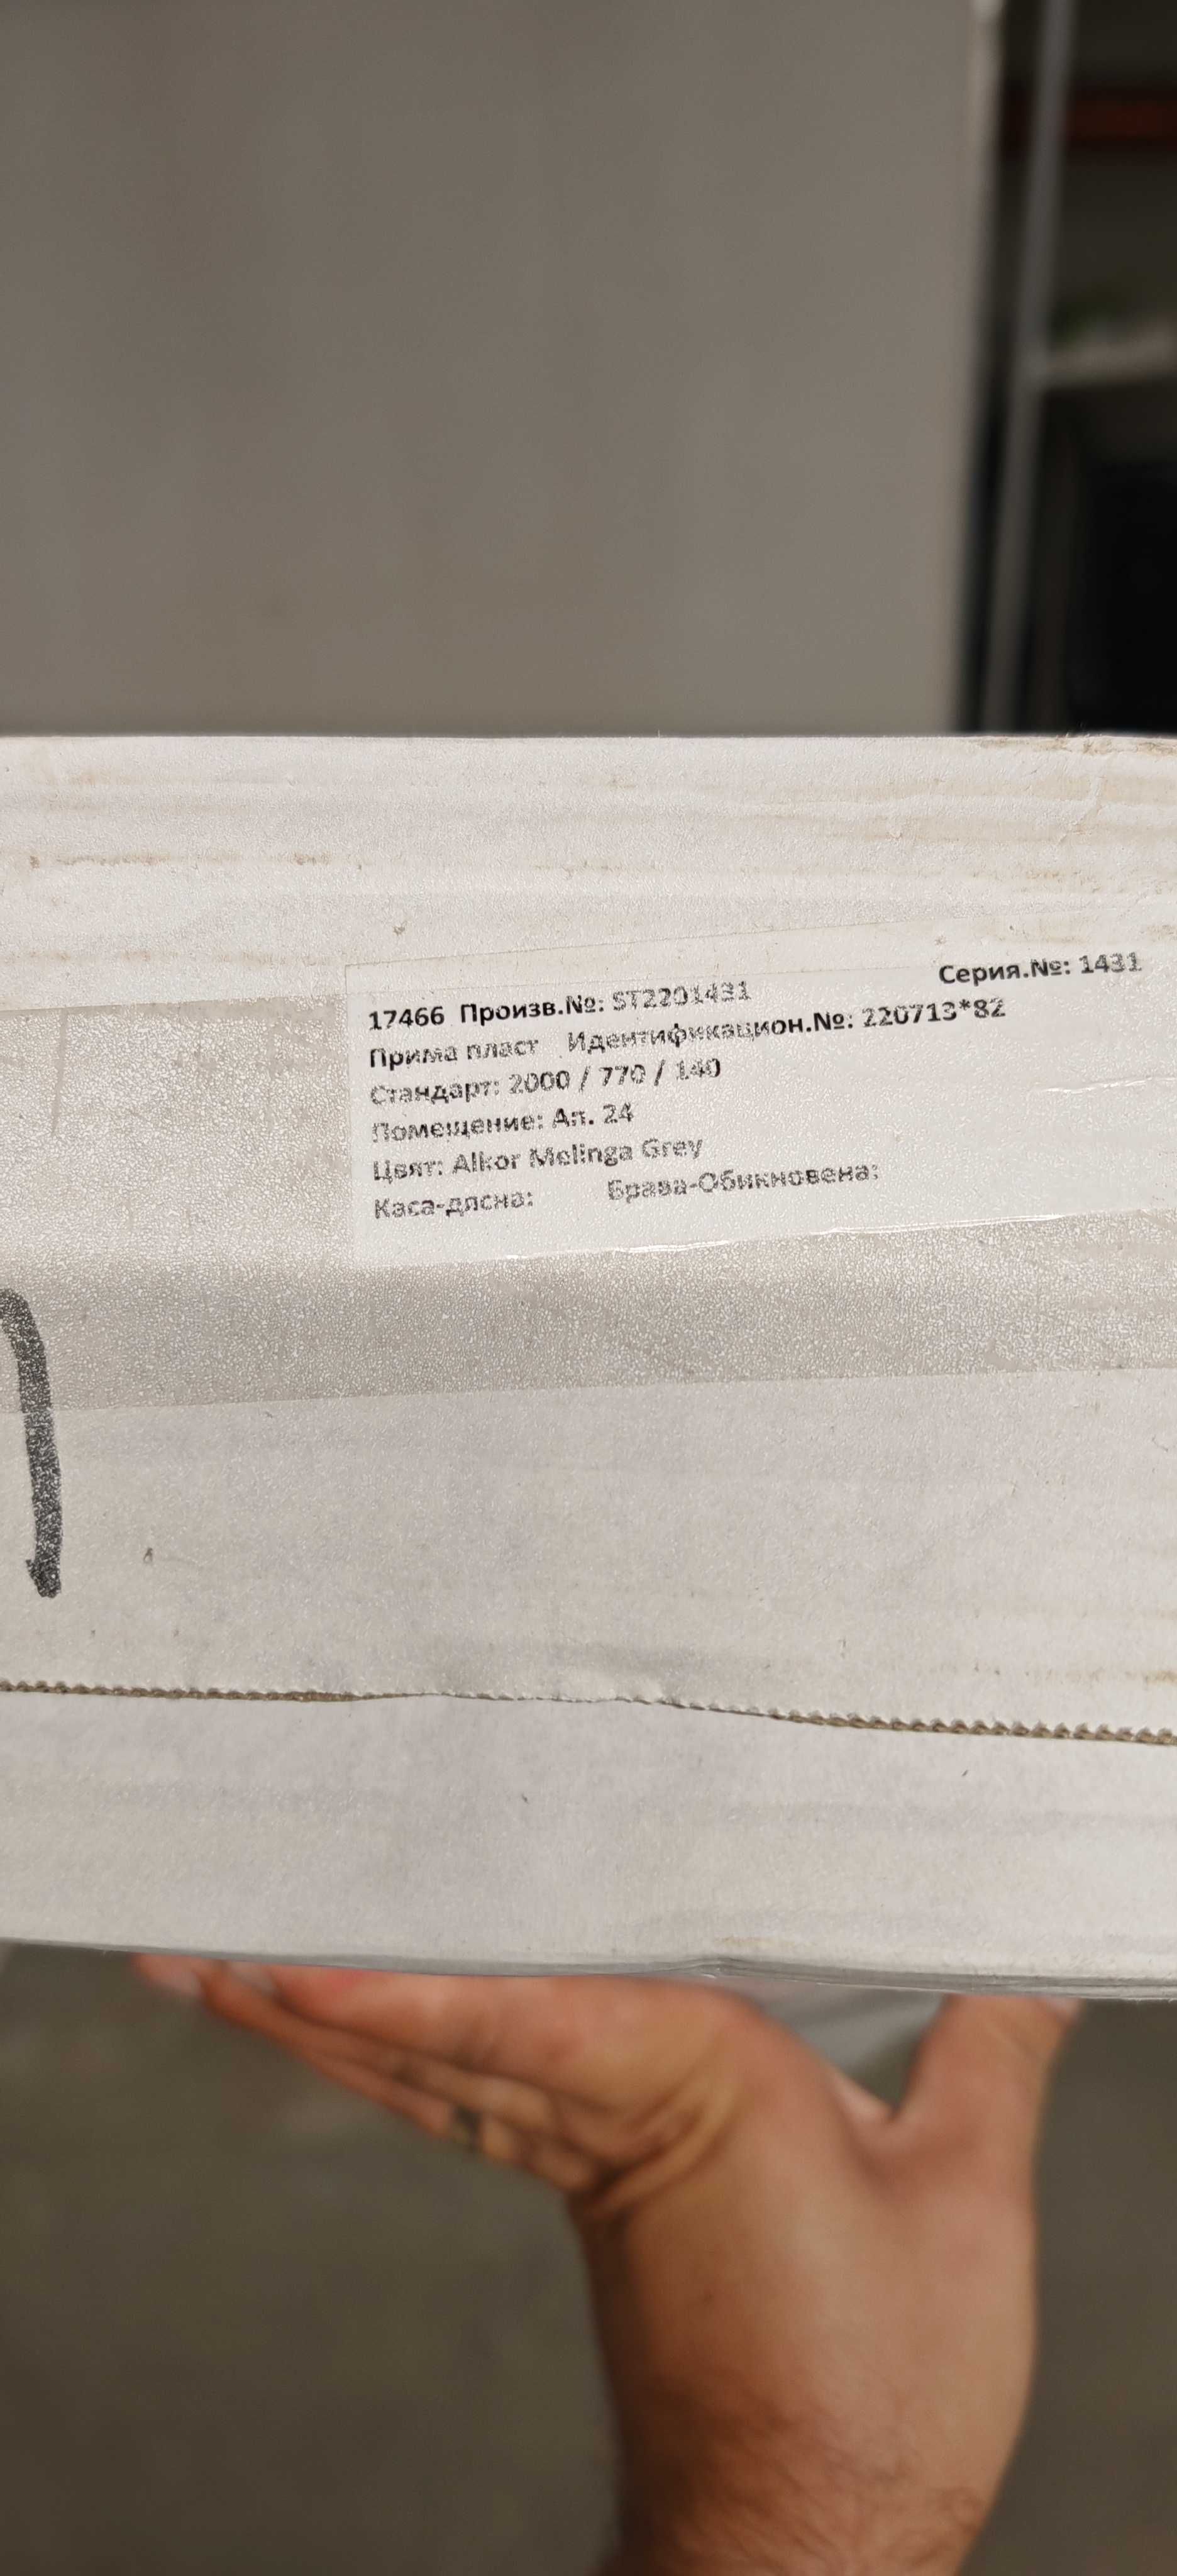 17466 Произв.№: ST2201431 Серия.№: 1431
Прима пласт Идентификацион.№: 220713*82
Стандарт: 2000 / 770 / 140
Помещение: Ап. 24
Цвят: Alkor Melinga Grey
Каса-дясна: Брава-Обикновена: